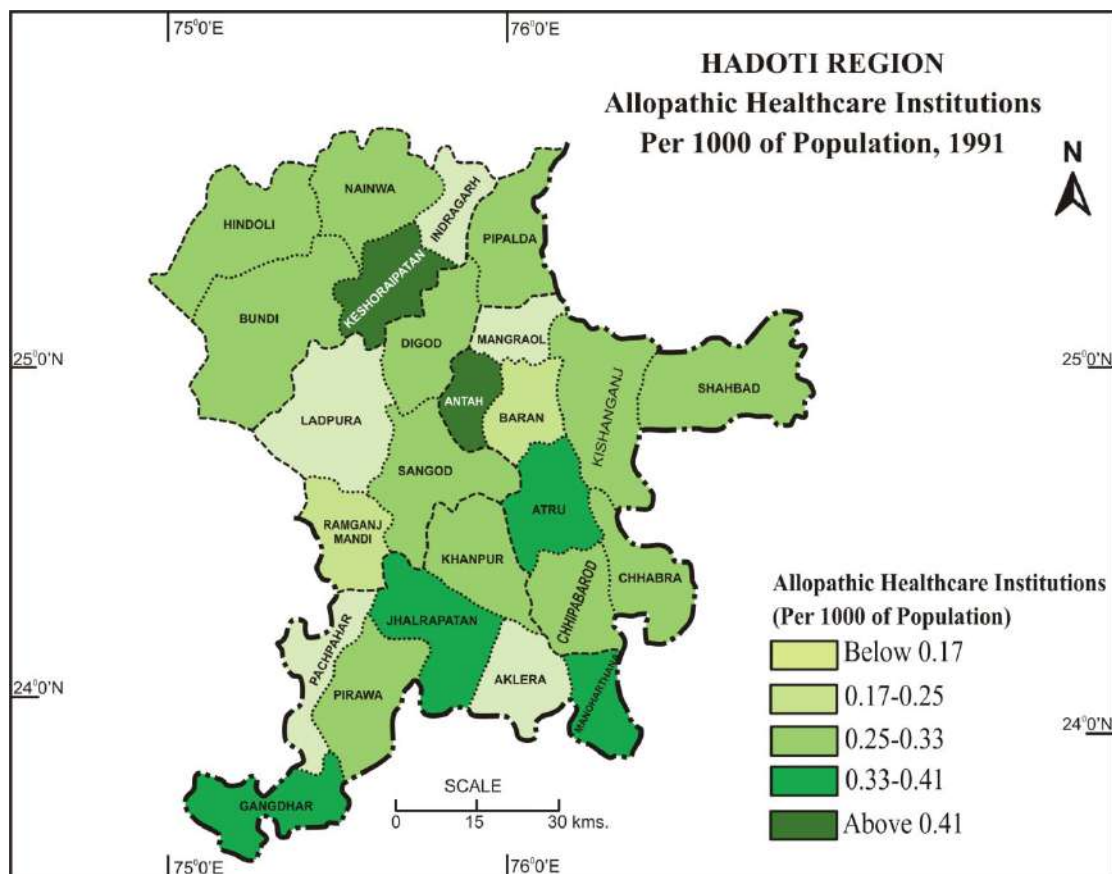 75°0'E
76°0'E
HADOTI REGION
Allopathic Healthcare Institutions
Per 1000 of Population, 1991
N
NAINWA
INDRAGARH
HINDOLI
PIPALDA
KESHORAIPATAN
BUNDI
DIGOD
MANGRAOL
25°0'N
25°0'N
SHAHBAD
ANTAH
BARAN
LADPURA
KISHANGANJ
SANGOD
ATRU
RAMGANJ
MANDI
KHANPUR
CHHIPABAROD
CHHABRA
JHALRAPATAN
PACHPAHAR
AKLERA
MANOHARTHANA
PIRAWA
24°0'N
24°0'N
GANGDHAR
Allopathic Healthcare Institutions
(Per 1000 of Population)
Below 0.17
0.17-0.25
0.25-0.33
0.33-0.41
Above 0.41
SCALE
0 15 30 kms.
75°0'E
76°0'E